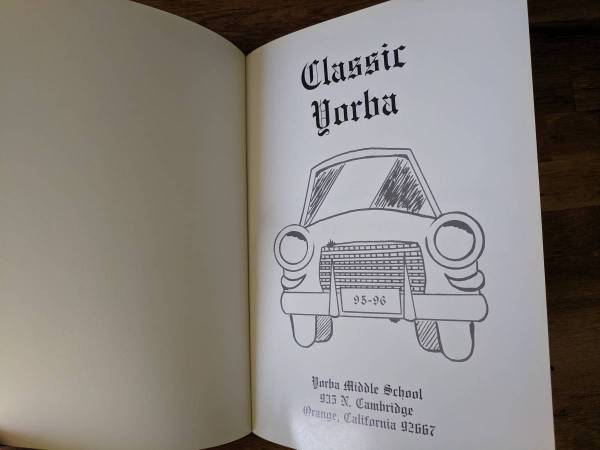 Classic
Yorba
95-96
Yorba Middle School
935 N. Cambridge
Orange, California 92667